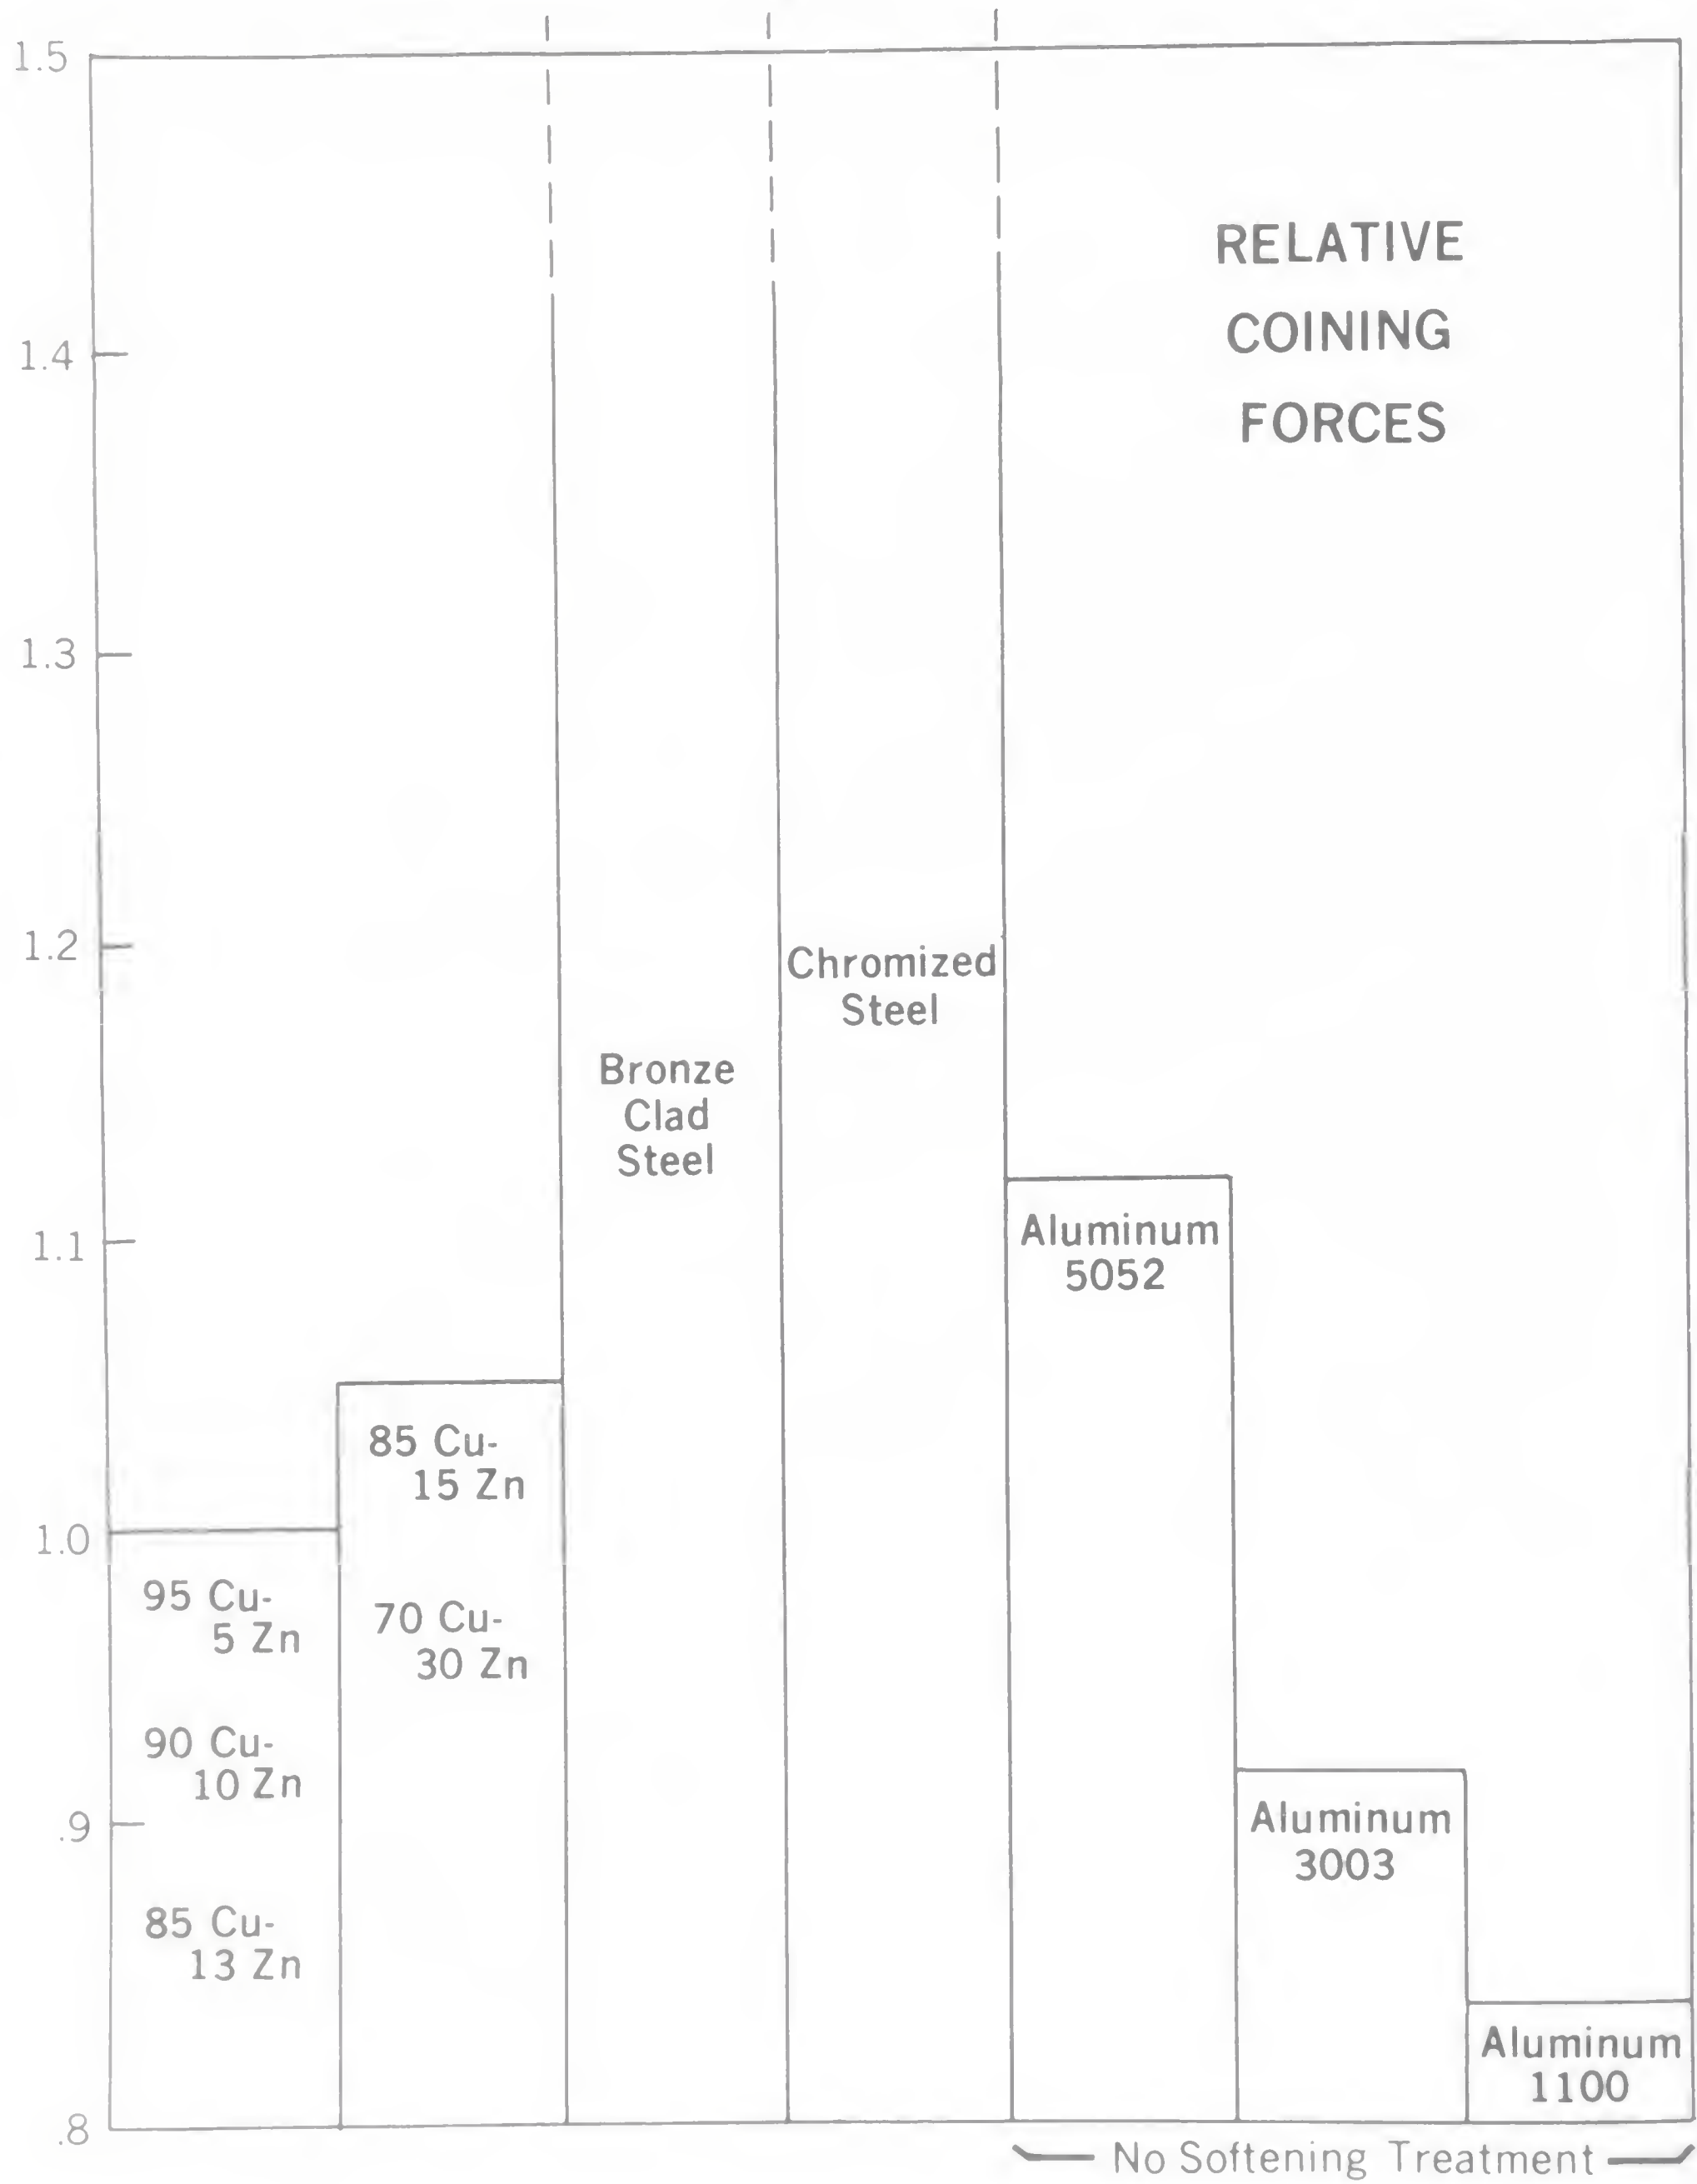 1.5
1.4
1.3
1.2
1.1
1.0
.9
.8
RELATIVE
COINING
FORCES
95 Cu-
5 Zn
90 Cu-
10 Zn
85 Cu-
13 Zn
85 Cu-
15 Zn
70 Cu-
30 Zn
Bronze
Clad
Steel
Chromized
Steel
Aluminum
5052
Aluminum
3003
Aluminum
1100
No Softening Treatment